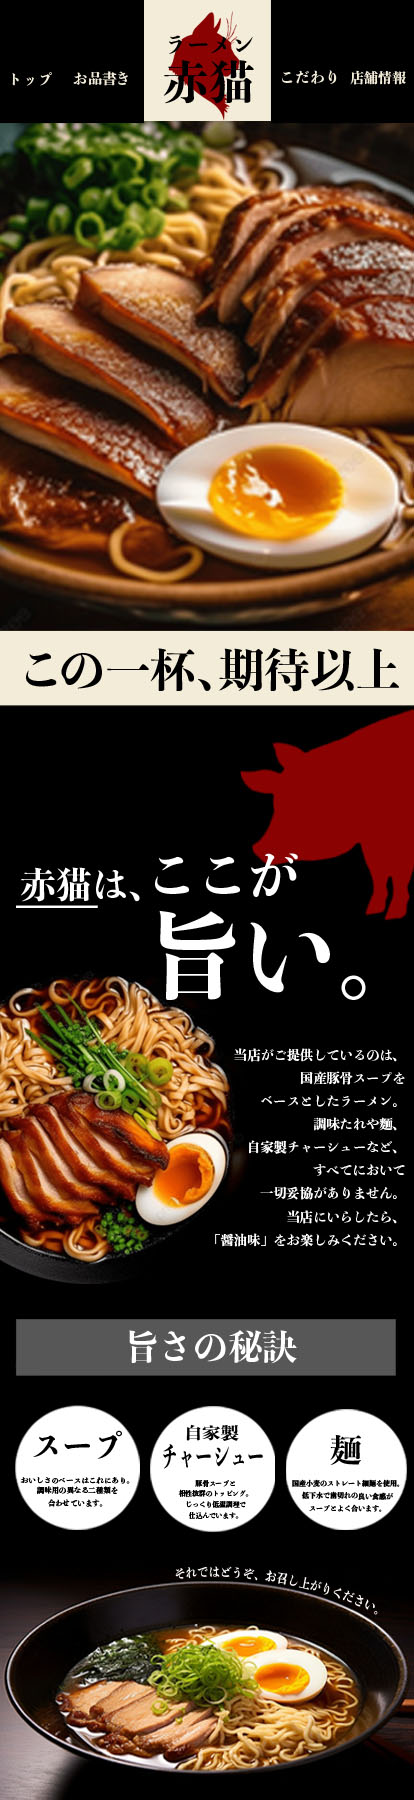 ラーメン
赤猫
トップ
お品書き
こだわり
店舗情報
この一杯、期待以上
赤猫は、ここが
旨い。
当店がご提供しているのは、
国産豚骨スープを
ベースとしたラーメン。
調味たれや麺、
自家製チャーシューなど、
すべてにおいて
一切妥協がありません。
当店にいらしたら、
「醤油味」をお楽しみください。
旨さの秘訣
スープ
おいしさのベースはこれにあり。
調味用の異なる二種類を
合わせています。
自家製
チャーシュー
豚骨スープと
相性抜群のトッピング。
じっくり低温調理で
仕込んでいます。
麺
国産小麦のストレート細麺を使用。
低下水で歯切れの良い食感が
スープとよく合います。
それではどうぞ、お召し上がりください。